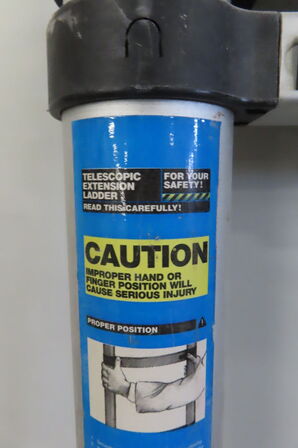 TELESCOPIC
EXTENSION
LADDER
FOR YOUR
SAFETY!
READ THIS CAREFULLY!
CAUTION
IMPROPER HAND OR
FINGER POSITION WILL
CAUSE SERIOUS INJURY
PROPER POSITION